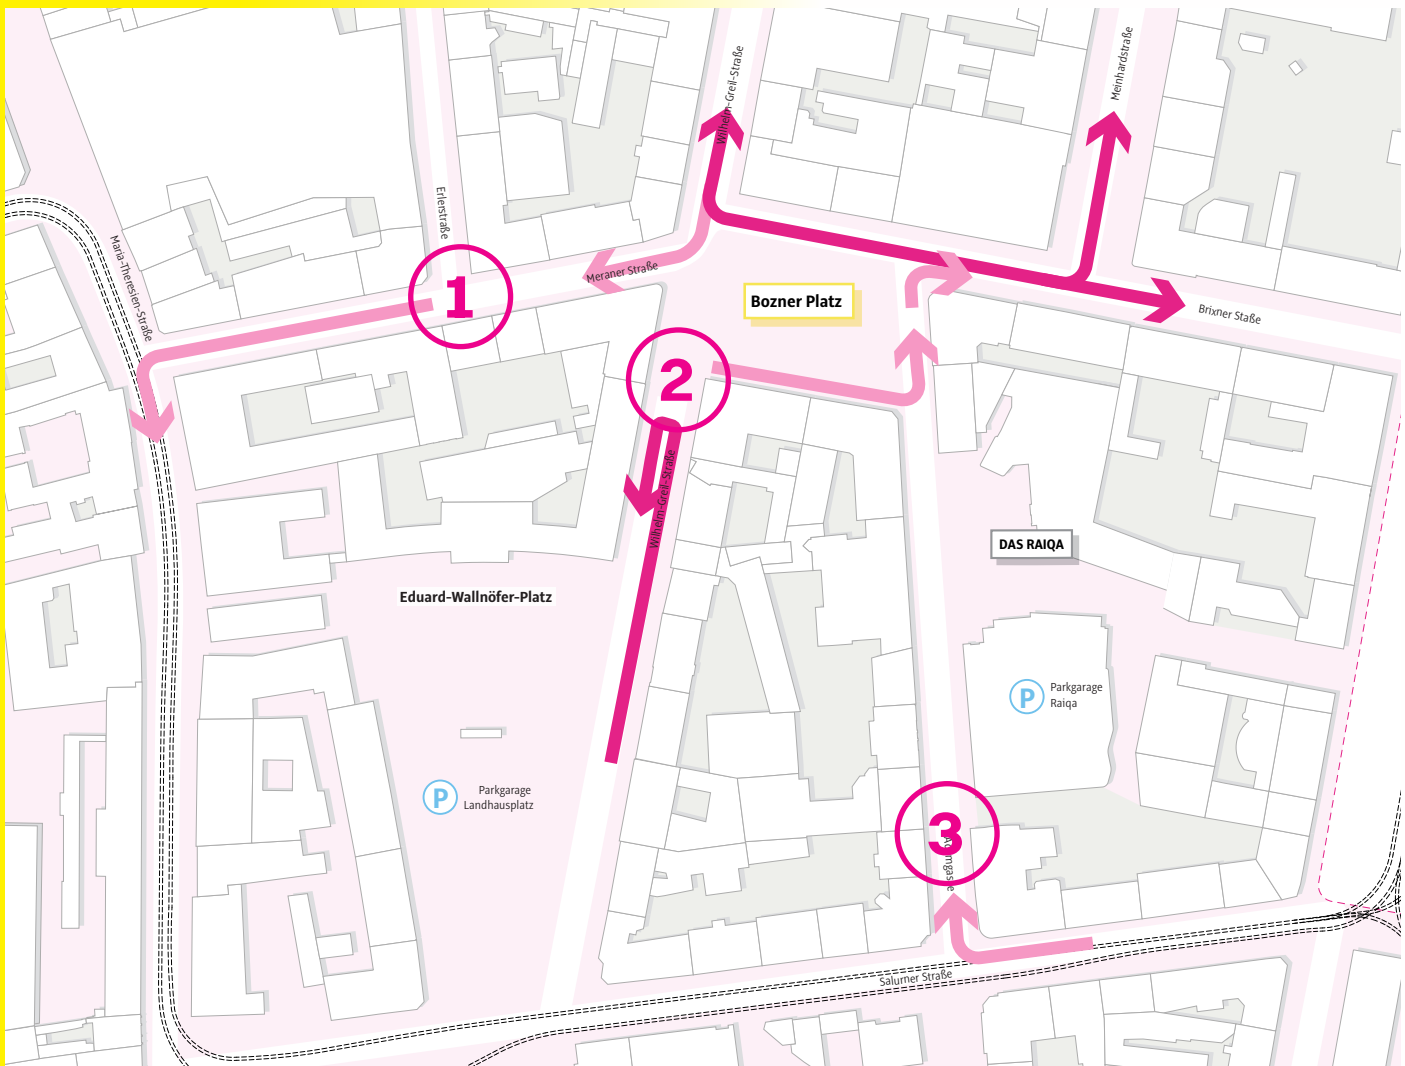 Wilhelm-Greil-Straße
Meinhardstraße
Erlerstraße
Maria-Theresien-Straße
1
Meraner Straße
Bozner Platz
Brixner Staße
2
Wilhelm-Greil-Straße
DAS RAIQA
Eduard-Wallnöfer-Platz
P
Parkgarage
Raiqa
P
Parkgarage
Landhausplatz
3
Adamgasse
Salurner Straße